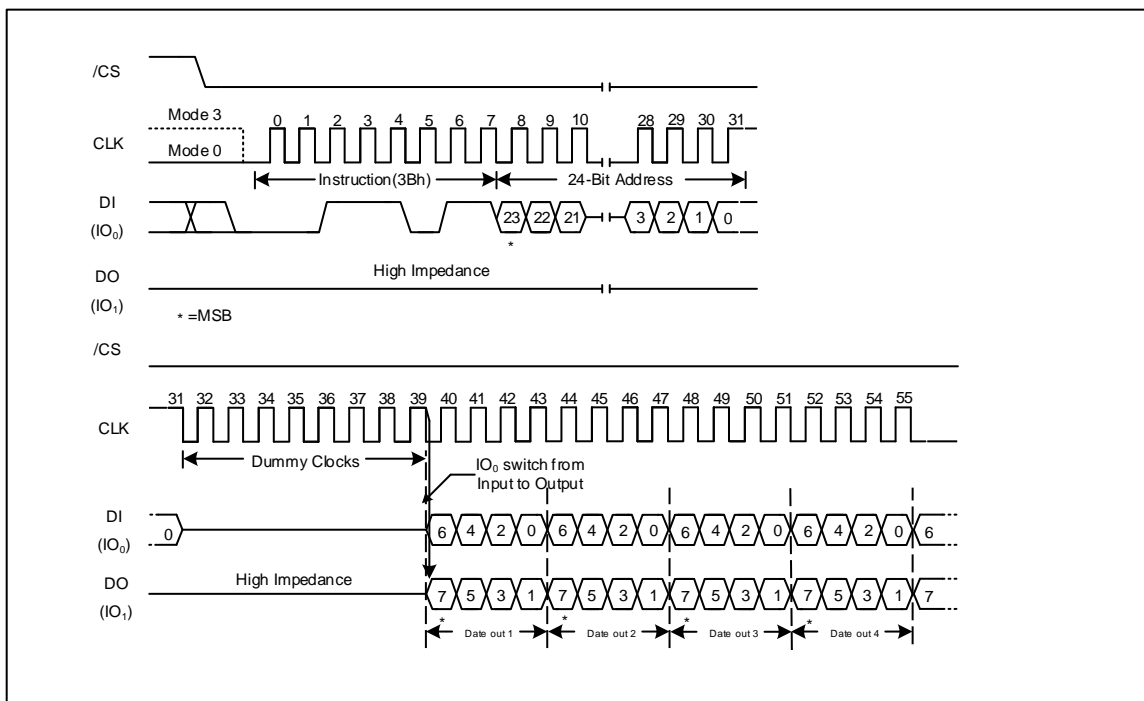 /CS
Mode 3
0 1 2 3 4 5 6 7 8 9 10 28 29 30 31
CLK
Mode 0
Instruction(3Bh) 24-Bit Address
DI
(IO0)
23 22 21 3 2 1 0
*
DO
(IO1)
High Impedance
* =MSB
/CS
31 32 33 34 35 36 37 38 39 40 41 42 43 44 45 46 47 48 49 50 51 52 53 54 55
CLK
Dummy Clocks
IO0 switch from
Input to Output
DI
(IO0)
0 6 4 2 0 6 4 2 0 6 4 2 0 6 4 2 0 6
DO
(IO1)
High Impedance
7 5 3 1 7 5 3 1 7 5 3 1 7 5 3 1 7
* * * *
Date out 1 Date out 2 Date out 3 Date out 4